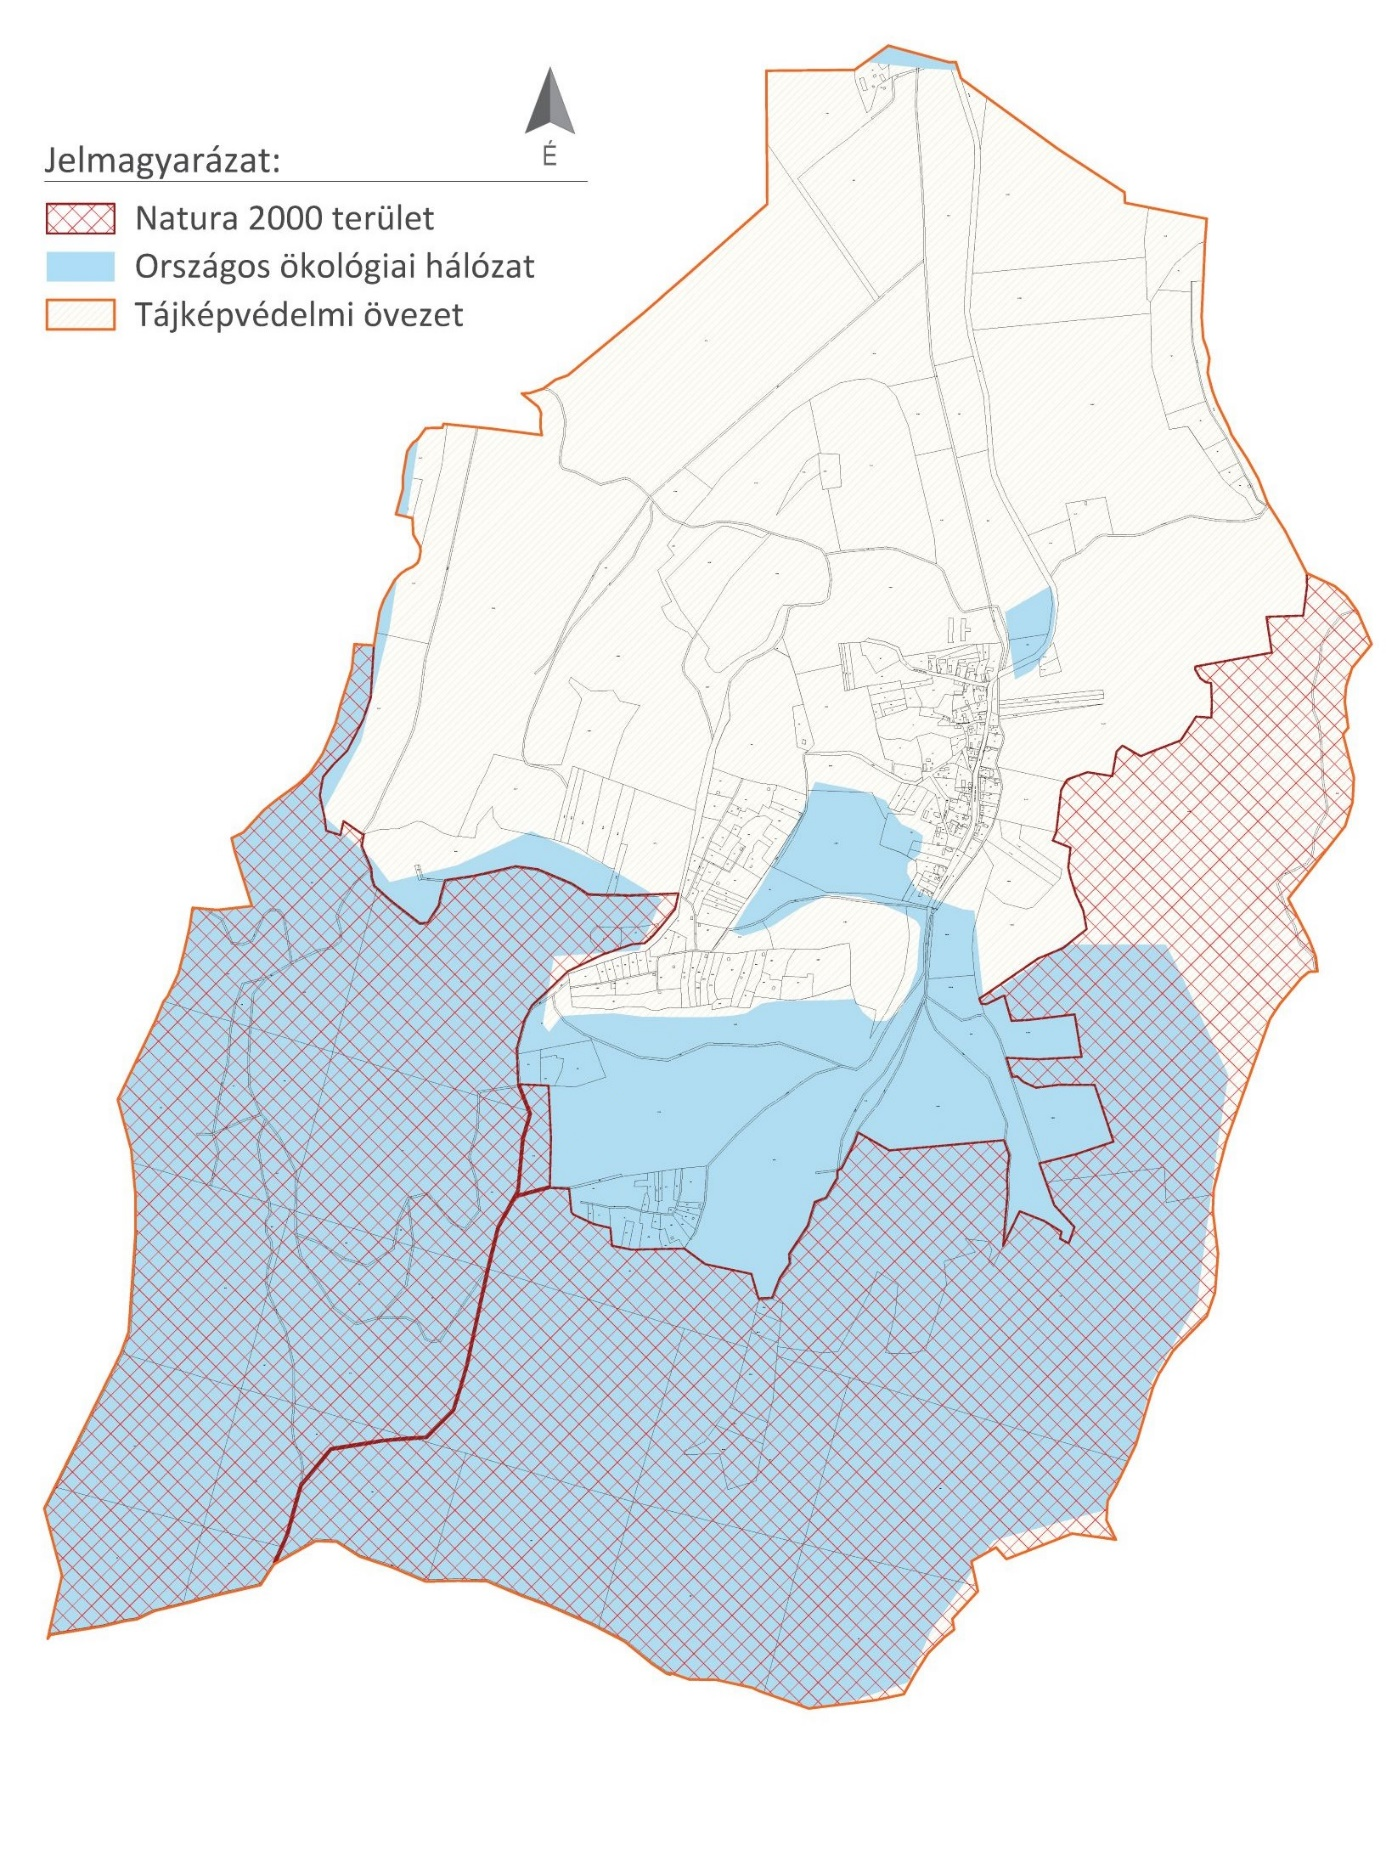 É
Jelmagyarázat:
Natura 2000 terület
Országos ökológiai hálózat
Tájképvédelmi övezet